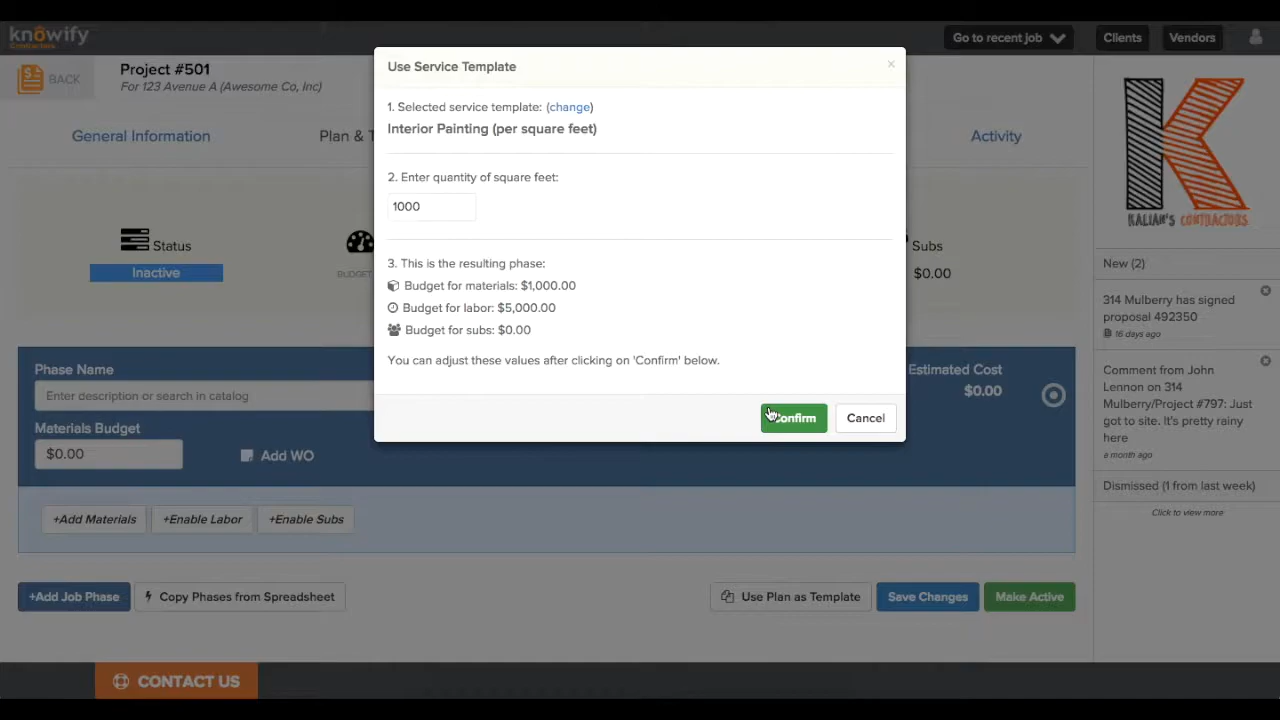 knowify
Contractors
Go to recent job
Clients
Vendors
BACK
Project #501
For 123 Avenue A (Awesome Co, Inc)
General Information
Plan & T
Activity
Status
Inactive
BUDGET
Subs
$0.00
Use Service Template
×
1. Selected service template: (change)
Interior Painting (per square feet)
2. Enter quantity of square feet:
1000
3. This is the resulting phase:
Budget for materials: $1,000.00
Budget for labor: $5,000.00
Budget for subs: $0.00
You can adjust these values after clicking on 'Confirm' below.
Confirm
Cancel
Phase Name
Enter description or search in catalog
Estimated Cost
$0.00
Materials Budget
$0.00
Add WO
+Add Materials
+Enable Labor
+Enable Subs
+Add Job Phase
Copy Phases from Spreadsheet
Use Plan as Template
Save Changes
Make Active
CONTACT US
K
KALIAN'S CONTRACTORS
New (2)
314 Mulberry has signed
proposal 492350
16 days ago
Comment from John
Lennon on 314
Mulberry/Project #797: Just
got to site. It's pretty rainy
here
a month ago
Dismissed (1 from last week)
Click to view more